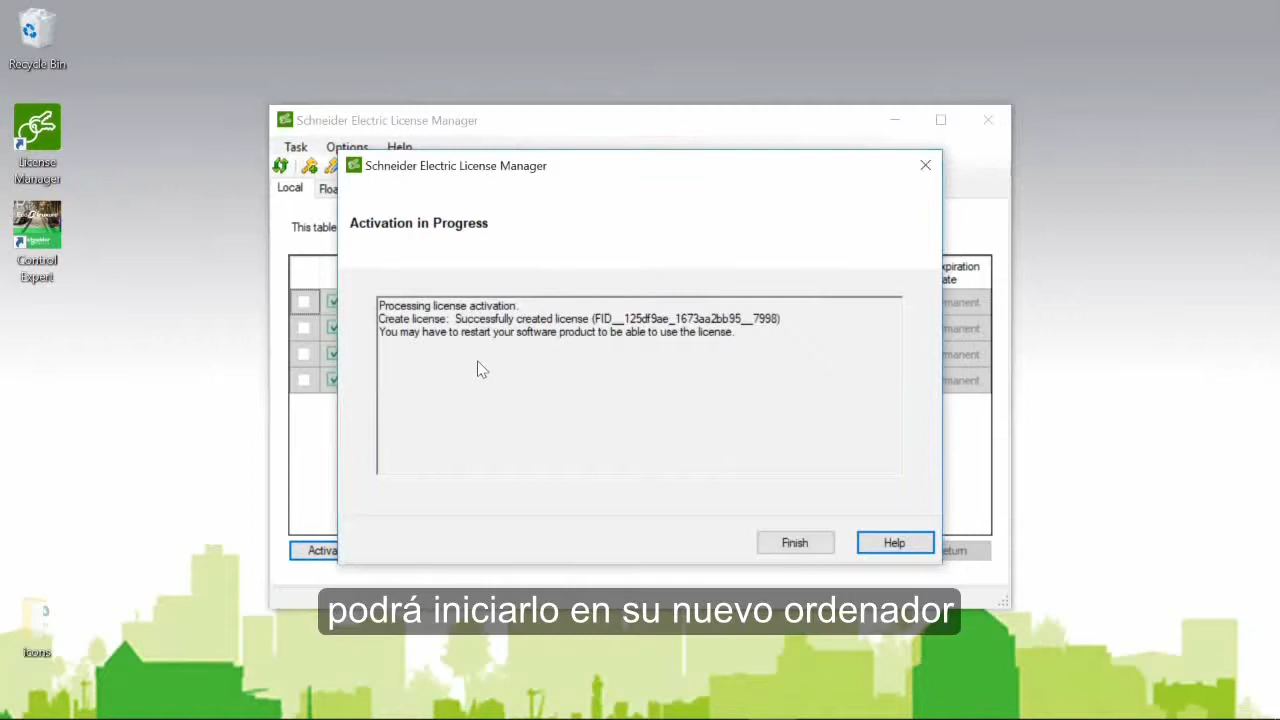 Recycle Bin
License
Manager
Control
Expert
icons
Schneider Electric License Manager
Task Options Help
Local
This table
Schneider Electric License Manager
Activation in Progress
Processing license activation.
Create license: Successfully created license (FID__125df9ae_1673aa2bb95__7998)
You may have to restart your software product to be able to use the license.
Finish Help
podrá iniciarlo en su nuevo ordenador